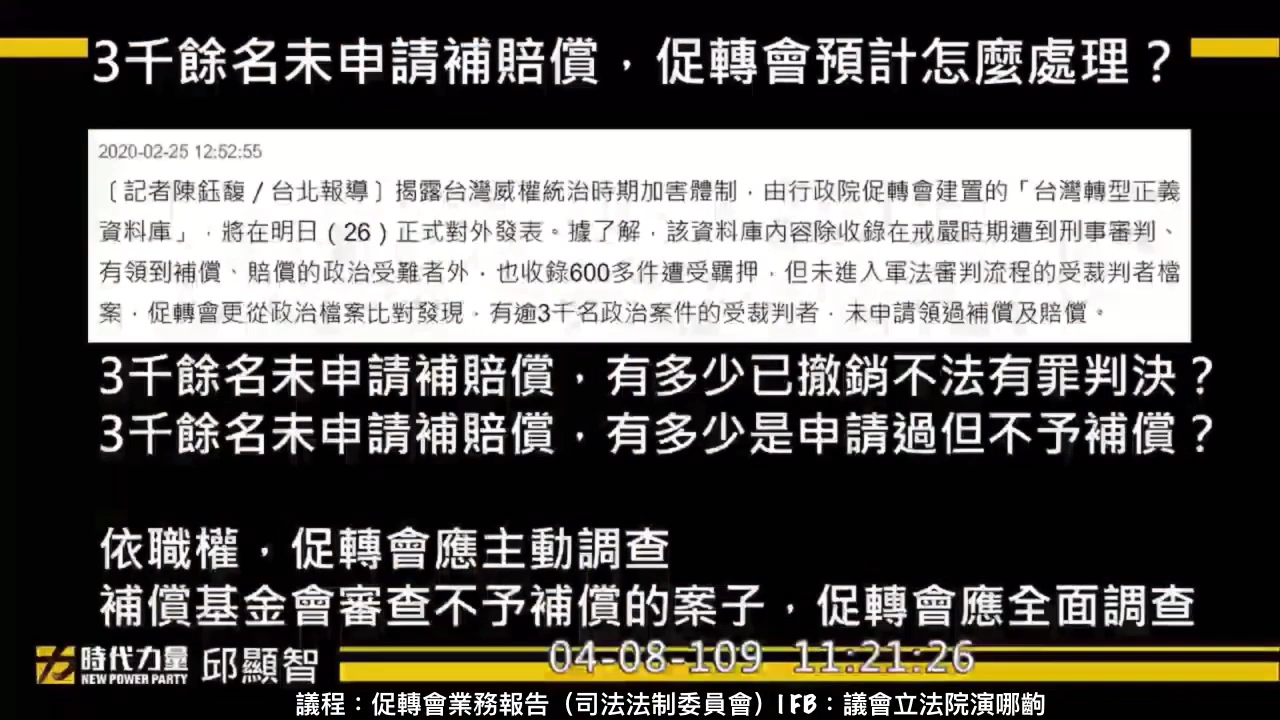 3千餘名未申請補賠償，促轉會預計怎麼處理？
2020-02-25 12:52:55
〔記者陳鈺馥／台北報導〕揭露台灣威權統治時期加害體制，由行政院促轉會建置的「台灣轉型正義
資料庫」，將在明日（26）正式對外發表。據了解，該資料庫內容除收錄在戒嚴時期遭到刑事審判、
有領到補償、賠償的政治受難者外，也收錄600多件遭受羈押，但未進入軍法審判流程的受裁判者檔
案，促轉會更從政治檔案比對發現，有逾3千名政治案件的受裁判者，未申請領過補償及賠償。
3千餘名未申請補賠償，有多少已撤銷不法有罪判決？
3千餘名未申請補賠償，有多少是申請過但不予補償？
依職權，促轉會應主動調查
補償基金會審查不予補償的案子，促轉會應全面調查
時代力量
NEW POWER PARTY
邱顯智
04-08-109 11:21:26
議程：促轉會業務報告（司法法制委員會）| FB：議會立法院演哪齣